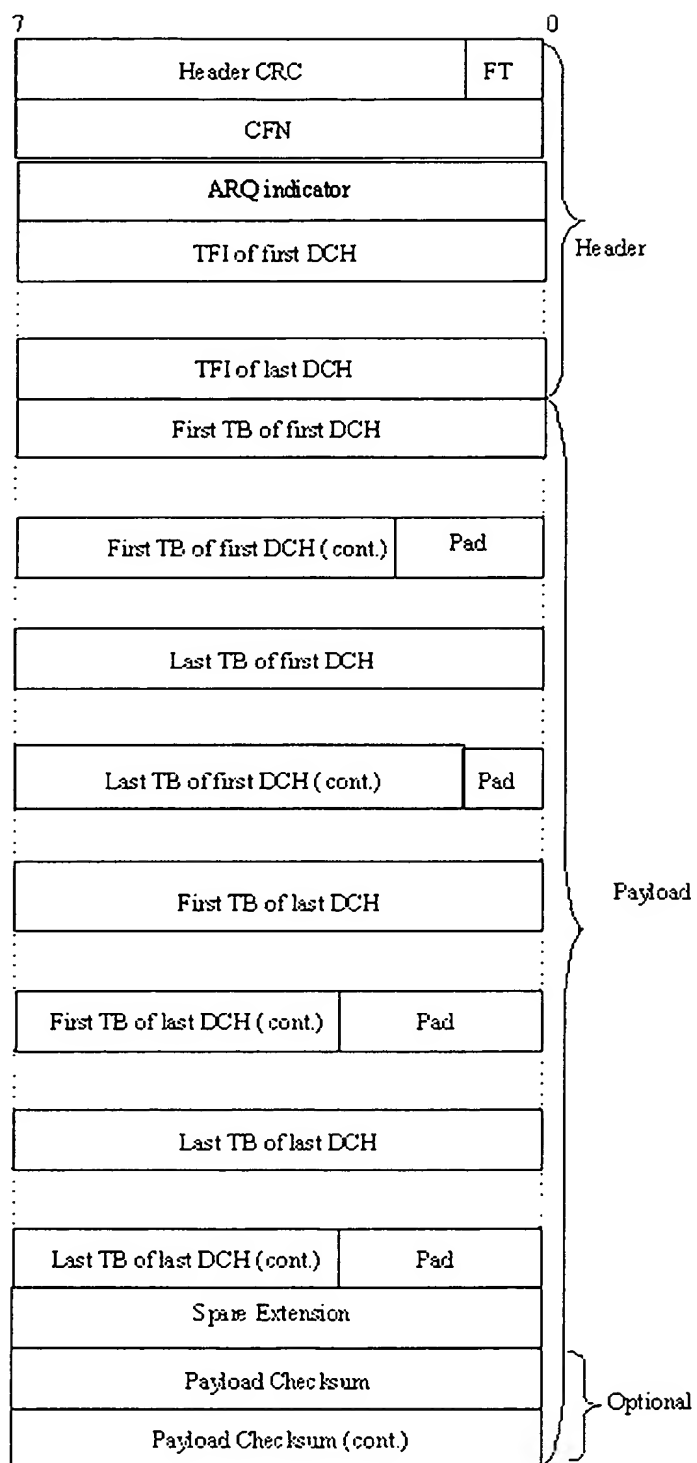 7 0
Header CRC FT
CFN
ARQ indicator
TFI of first DCH
Header
TFI of last DCH
First TB of first DCH
First TB of first DCH (cont.) Pad
Last TB of first DCH
Last TB of first DCH (cont.) Pad
First TB of last DCH
Payload
First TB of last DCH (cont.) Pad
Last TB of last DCH
Last TB of last DCH (cont.) Pad
Spare Extension
Payload Checksum
Optional
Payload Checksum (cont.)